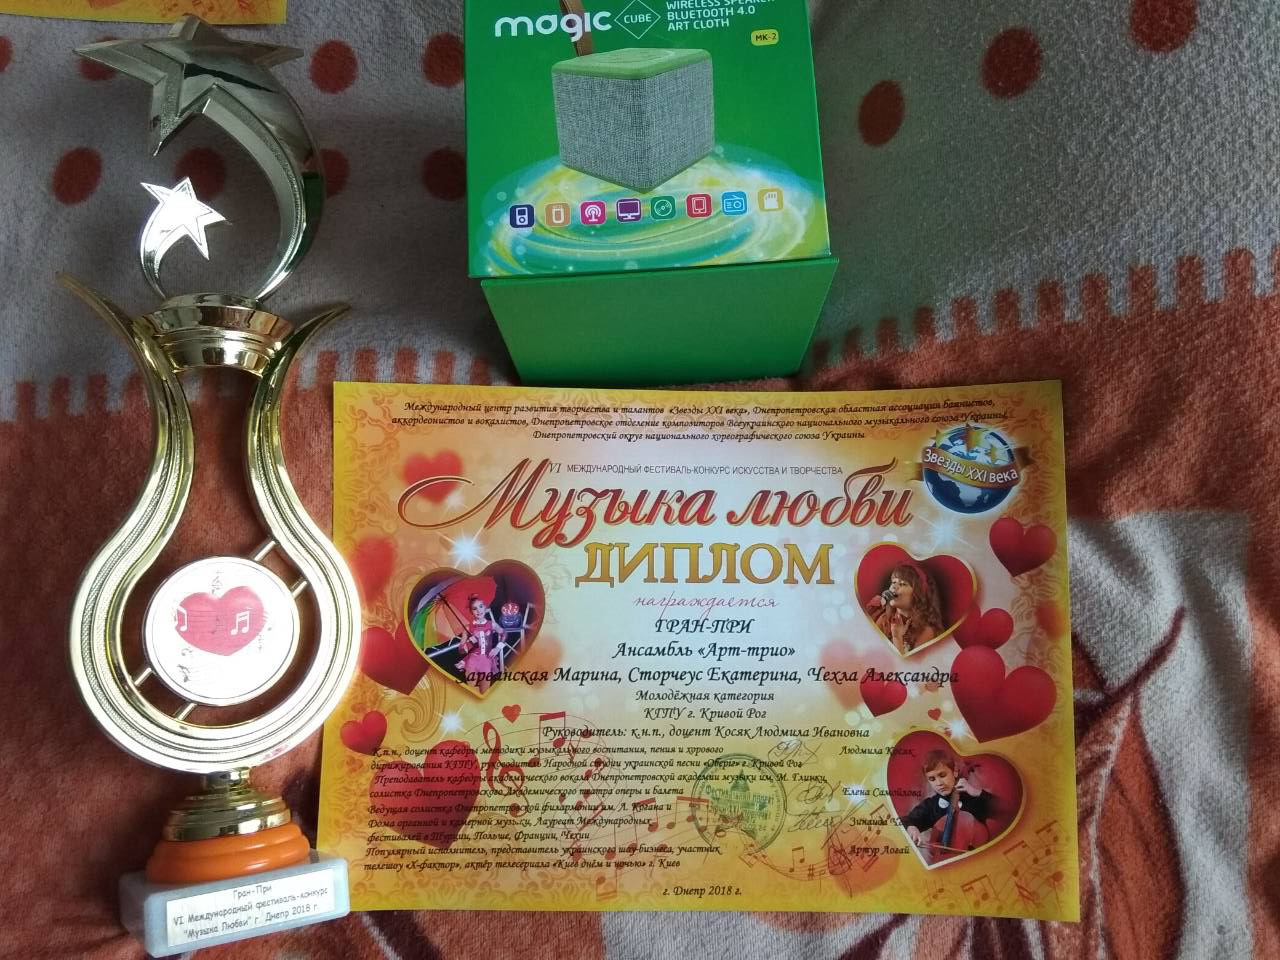 magic CUBE
WIRELESS SPEAKER
BLUETOOTH 4.0
ART CLOTH
MK-2
Международный центр развития творчества и талантов «Звезды XXI века», Днепропетровская областная ассоциация баянистов,
аккордеонистов и вокалистов, Днепропетровское отделение композиторов Всеукраинского национального музыкального союза Украины,
Днепропетровский округ национального хореографического союза Украины
Звезды XXI века
VI МЕЖДУНАРОДНЫЙ ФЕСТИВАЛЬ-КОНКУРС ИСКУССТВА И ТВОРЧЕСТВА
Музыка любви
ДИПЛОМ
награждается
ГРАН-ПРИ
Ансамбль «Арт-трио»
Марина, Сторчеус Екатерина, Чехла Александра
Молодёжная категория
КГПУ г. Кривой Рог
Руководитель: к.н.п., доцент Косяк Людмила Ивановна
К.п.н., доцент кафедры методики музыкального воспитания, пения и хорового
дирижирования КГПУ, руководитель Народной студии украинской песни «Оберіг» г. Кривой Рог
Людмила Косяк
Преподаватель кафедры академического вокала Днепропетровской академии музыки им. М. Глинки,
солистка Днепропетровского Академического театра оперы и балета
Елена Самойлова
Ведущая солистка Днепропетровской филармонии им. Л. Когана и
Дома органной и камерной музыки, Лауреат Международных
фестивалей в Турции, Польше, Франции, Чехии
Зинаида
Популярный исполнитель, представитель украинского шоу-бизнеса, участник
телешоу «Х-фактор», актёр телесериала «Киев днём и ночью» г. Киев
Артур Логай
г. Днепр 2018 г.
Гран-При
VI Международный фестиваль-конкурс
"Музыка Любви" г. Днепр 2018 г.